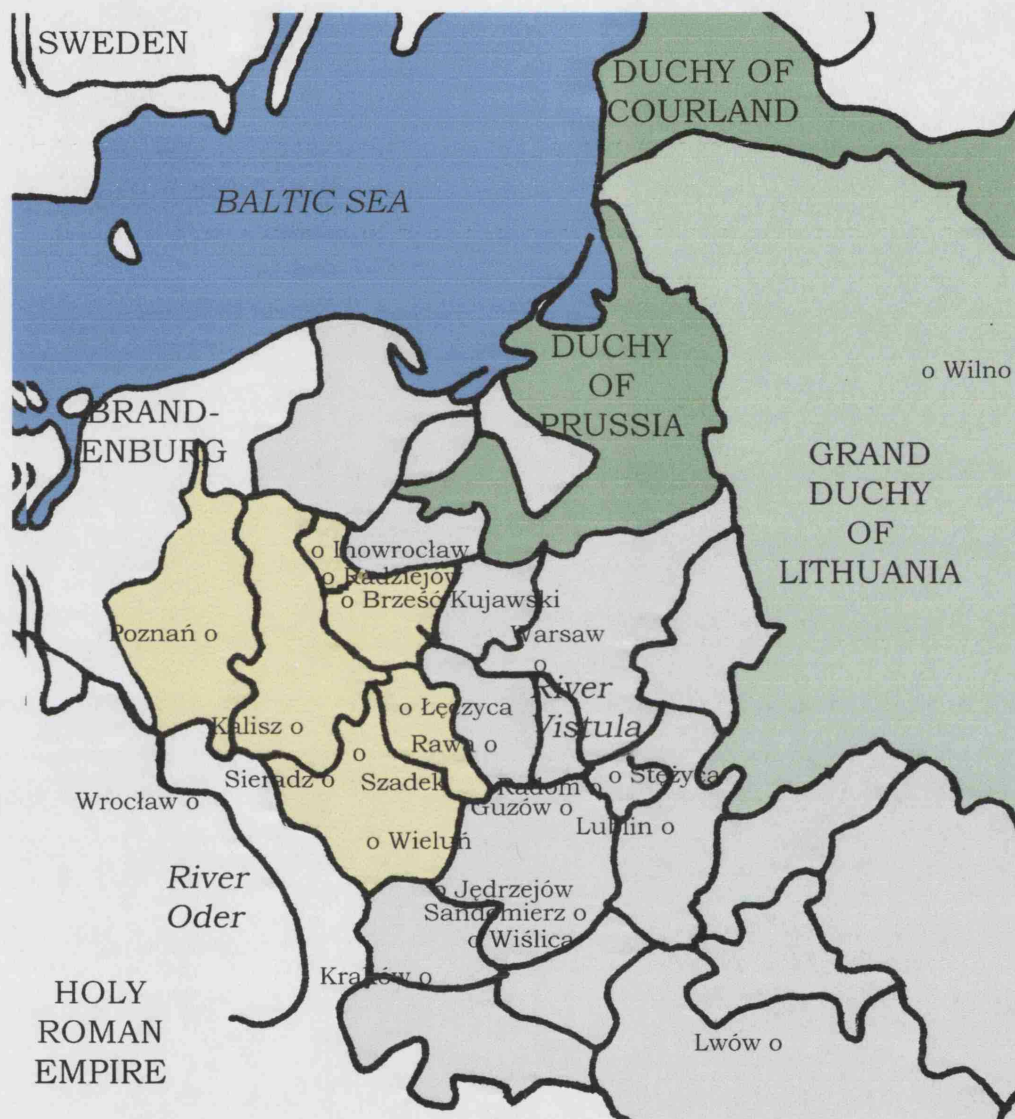 SWEDEN
DUCHY OF
COURLAND
BALTIC SEA
DUCHY
OF
PRUSSIA
o Wilno
BRAND-
ENBURG
GRAND
DUCHY
OF
LITHUANIA
o Inowrocław
o Radziejów
o Brześć Kujawski
Poznań o
Warsaw
o
River
Vistula
o Łęczyca
Kalisz o
Rawa o
o
Szadek
Sieradz o
o Stężyca
Radom o
Wrocław o
Guzów o
Lublin o
o Wieluń
River
Oder
o Jędrzejów
Sandomierz o
o Wiślica
Kraków o
HOLY
ROMAN
EMPIRE
Lwów o